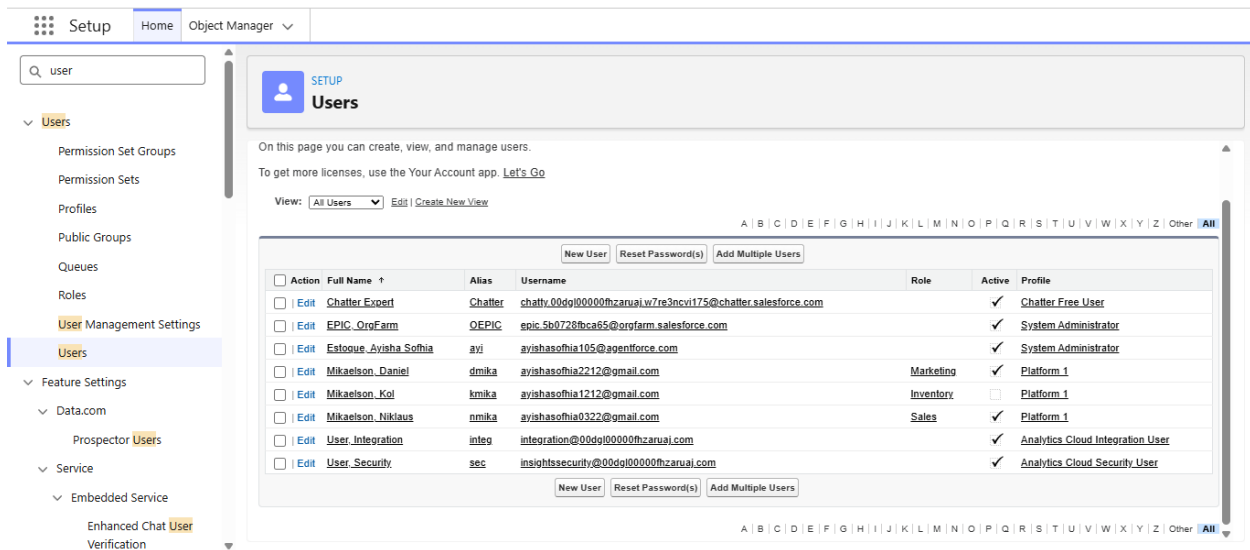 Setup Home Object Manager
user
Users
Permission Set Groups
Permission Sets
Profiles
Public Groups
Queues
Roles
User Management Settings
Users
Feature Settings
Data.com
Prospector Users
Service
Embedded Service
Enhanced Chat User
Verification
SETUP
Users
On this page you can create, view, and manage users.
To get more licenses, use the Your Account app. Let's Go
View: All Users Edit | Create New View
A | B | C | D | E | F | G | H | I | J | K | L | M | N | O | P | Q | R | S | T | U | V | W | X | Y | Z | Other All
New User Reset Password(s) Add Multiple Users
Action Full Name ↑ Alias Username Role Active Profile
| Edit Chatter Expert Chatter chatty.00dgl00000fhzaruaj.w7re3ncvi175@chatter.salesforce.com Chatter Free User
| Edit EPIC, OrgFarm OEPIC epic.5b0728fbca65@orgfarm.salesforce.com System Administrator
| Edit Estoque, Ayisha Sofhia ayi ayishasofhia105@agentforce.com System Administrator
| Edit Mikaelson, Daniel dmika ayishasofhia2212@gmail.com Marketing Platform 1
| Edit Mikaelson, Kol kmika ayishasofhia1212@gmail.com Inventory Platform 1
| Edit Mikaelson, Niklaus nmika ayishasofhia0322@gmail.com Sales Platform 1
| Edit User, Integration integ integration@00dgl00000fhzaruaj.com Analytics Cloud Integration User
| Edit User, Security sec insightssecurity@00dgl00000fhzaruaj.com Analytics Cloud Security User
New User Reset Password(s) Add Multiple Users
A | B | C | D | E | F | G | H | I | J | K | L | M | N | O | P | Q | R | S | T | U | V | W | X | Y | Z | Other All